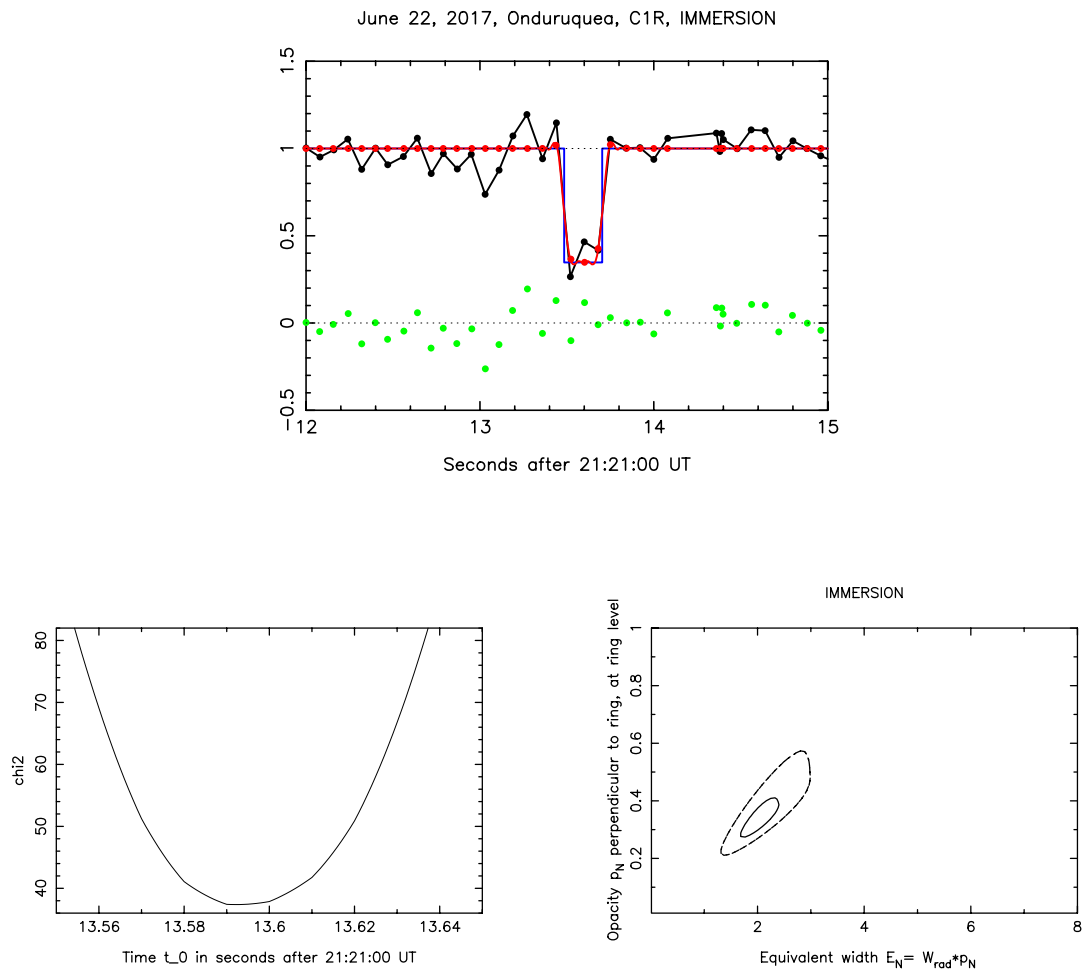 June 22, 2017, Onduruquea, C1R, IMMERSION
1.5
1
0.5
0
-0.5
12 13 14 15
Seconds after 21:21:00 UT
80
70
60
50
40
chi2
13.56 13.58 13.6 13.62 13.64
Time t_0 in seconds after 21:21:00 UT
IMMERSION
1
0.8
0.6
0.4
0.2
Opacity p_N perpendicular to ring, at ring level
2 4 6 8
Equivalent width E_N= W_rad*p_N